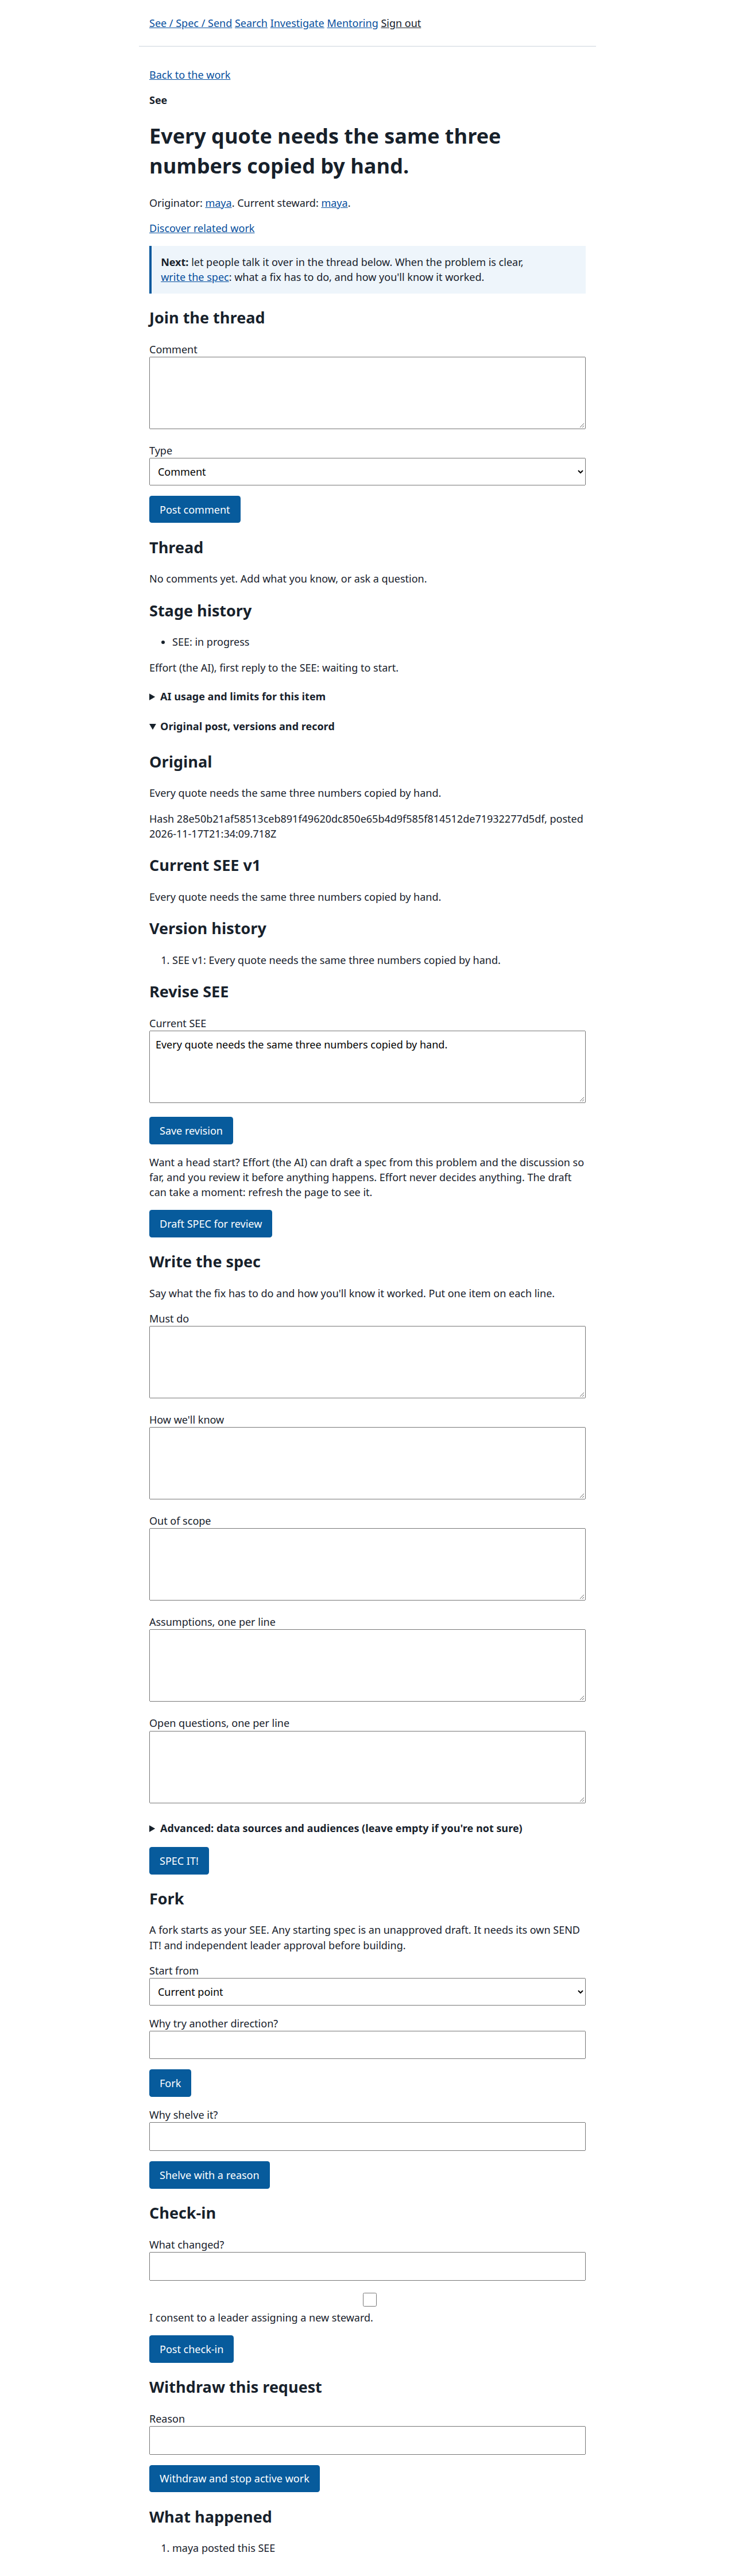 See / Spec / Send Search Investigate Mentoring Sign out
Back to the work
See
Every quote needs the same three
numbers copied by hand.
Originator: maya. Current steward: maya.
Discover related work
Next: let people talk it over in the thread below. When the problem is clear,
write the spec: what a fix has to do, and how you'll know it worked.
Join the thread
Comment
Type
Comment
Post comment
Thread
No comments yet. Add what you know, or ask a question.
Stage history
• SEE: in progress
Effort (the AI), first reply to the SEE: waiting to start.
▶ AI usage and limits for this item
▼ Original post, versions and record
Original
Every quote needs the same three numbers copied by hand.
Hash 28e50b21af58513ceb891f49620dc850e65b4d9f585f814512de71932277d5df, posted
2026-11-17T21:34:09.718Z
Current SEE v1
Every quote needs the same three numbers copied by hand.
Version history
1. SEE v1: Every quote needs the same three numbers copied by hand.
Revise SEE
Current SEE
Every quote needs the same three numbers copied by hand.
Save revision
Want a head start? Effort (the AI) can draft a spec from this problem and the discussion so
far, and you review it before anything happens. Effort never decides anything. The draft
can take a moment: refresh the page to see it.
Draft SPEC for review
Write the spec
Say what the fix has to do and how you'll know it worked. Put one item on each line.
Must do
How we'll know
Out of scope
Assumptions, one per line
Open questions, one per line
▶ Advanced: data sources and audiences (leave empty if you're not sure)
SPEC IT!
Fork
A fork starts as your SEE. Any starting spec is an unapproved draft. It needs its own SEND
IT! and independent leader approval before building.
Start from
Current point
Why try another direction?
Fork
Why shelve it?
Shelve with a reason
Check-in
What changed?
I consent to a leader assigning a new steward.
Post check-in
Withdraw this request
Reason
Withdraw and stop active work
What happened
1. maya posted this SEE